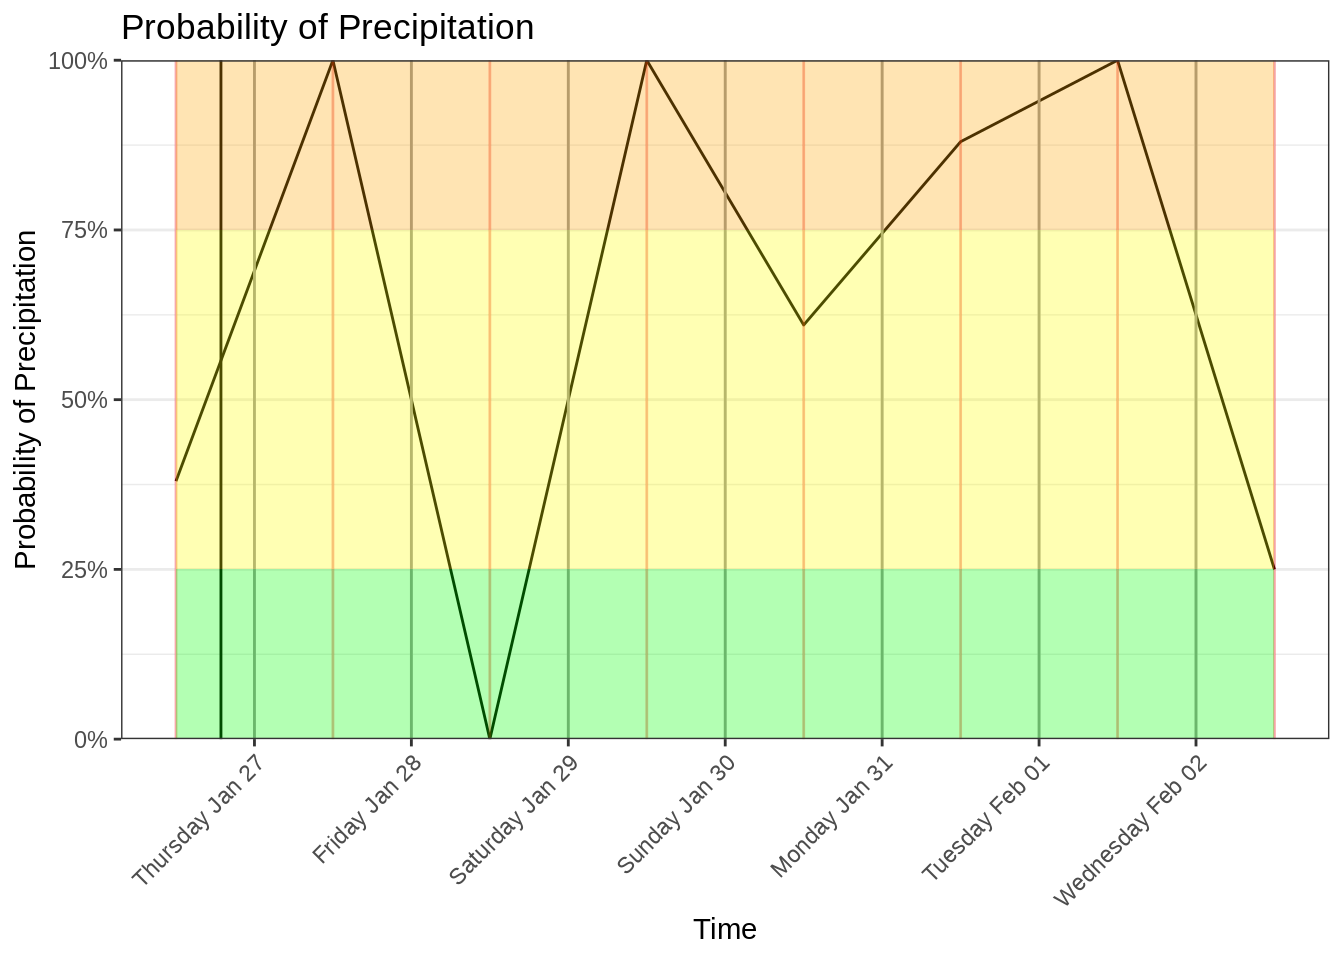 Probability of Precipitation
Probability of Precipitation
100%
75%
50%
25%
0%
Thursday Jan 27
Friday Jan 28
Saturday Jan 29
Sunday Jan 30
Monday Jan 31
Tuesday Feb 01
Wednesday Feb 02
Time